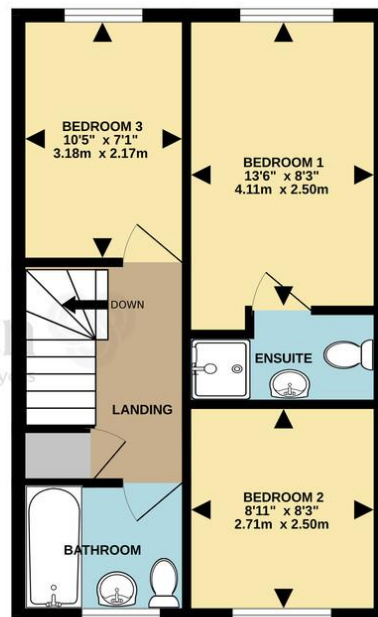 BEDROOM 3
10'5" x 7'1"
3.18m x 2.17m
BEDROOM 1
13'6" x 8'3"
4.11m x 2.50m
DOWN
ENSUITE
LANDING
BEDROOM 2
8'11" x 8'3"
2.71m x 2.50m
BATHROOM